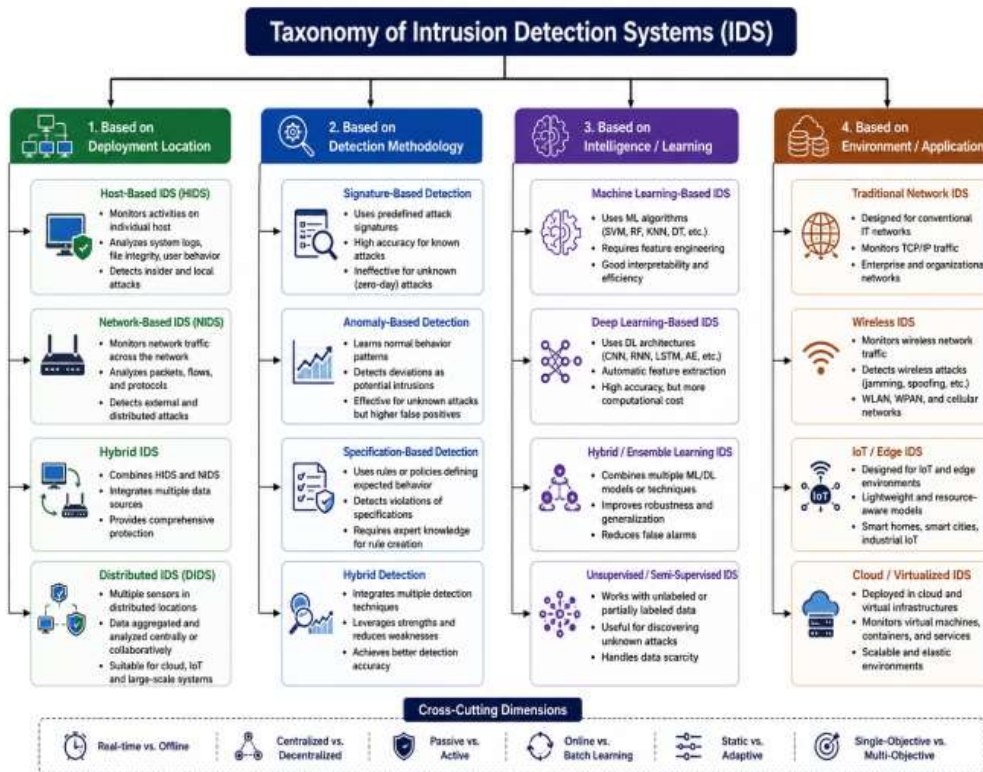 Taxonomy of Intrusion Detection Systems (IDS)
1. Based on
Deployment Location
Host-Based IDS (HIDS)
• Monitors activities on
individual host
• Analyzes system logs,
file integrity, user behavior
• Detects insider and local
attacks
Network-Based IDS (NIDS)
• Monitors network traffic
across the network
• Analyzes packets, flows,
and protocols
• Detects external and
distributed attacks
Hybrid IDS
• Combines HIDS and NIDS
• Integrates multiple data
sources
• Provides comprehensive
protection
Distributed IDS (DIDS)
• Multiple sensors in
distributed locations
• Data aggregated and
analyzed centrally or
collaboratively
• Suitable for cloud, IoT
and large-scale systems
2. Based on
Detection Methodology
Signature-Based Detection
• Uses predefined attack
signatures
• High accuracy for known
attacks
• Ineffective for unknown
(zero-day) attacks
Anomaly-Based Detection
• Learns normal behavior
patterns
• Detects deviations as
potential intrusions
• Effective for unknown attacks
but higher false positives
Specification-Based Detection
• Uses rules or policies defining
expected behavior
• Detects violations of
specifications
• Requires expert knowledge
for rule creation
Hybrid Detection
• Integrates multiple detection
techniques
• Leverages strengths and
reduces weaknesses
• Achieves better detection
accuracy
3. Based on
Intelligence / Learning
Machine Learning-Based IDS
• Uses ML algorithms
(SVM, RF, KNN, DT, etc.)
• Requires feature engineering
• Good interpretability and
efficiency
Deep Learning-Based IDS
• Uses DL architectures
(CNN, RNN, LSTM, AE, etc.)
• Automatic feature extraction
• High accuracy, but more
computational cost
Hybrid / Ensemble Learning IDS
• Combines multiple ML/DL
models or techniques
• Improves robustness and
generalization
• Reduces false alarms
Unsupervised / Semi-Supervised IDS
• Works with unlabeled or
partially labeled data
• Useful for discovering
unknown attacks
• Handles data scarcity
4. Based on
Environment / Application
Traditional Network IDS
• Designed for conventional
IT networks
• Monitors TCP/IP traffic
• Enterprise and organizational
networks
Wireless IDS
• Monitors wireless network
traffic
• Detects wireless attacks
(jamming, spoofing, etc.)
• WLAN, WPAN, and cellular
networks
IoT / Edge IDS
IoT
• Designed for IoT and edge
environments
• Lightweight and resource-
aware models
• Smart homes, smart cities,
industrial IoT
Cloud / Virtualized IDS
• Deployed in cloud and
virtual infrastructures
• Monitors virtual machines,
containers, and services
• Scalable and elastic
environments
Cross-Cutting Dimensions
Real-time vs. Offline
Centralized vs.
Decentralized
Passive vs.
Active
Online vs.
Batch Learning
Static vs.
Adaptive
Single-Objective vs.
Multi-Objective